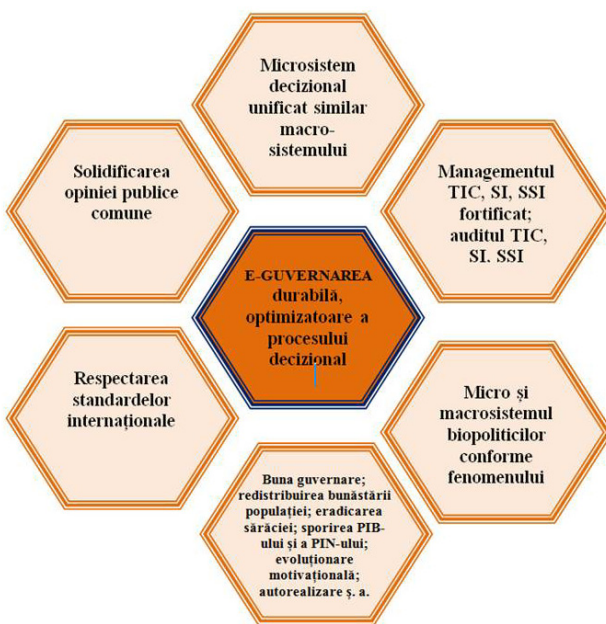 Microsistem
decizional
unificat similar
macro-
sistemului
Solidificarea
opiniei publice
comune
Managementul
TIC, SI, SSI
fortificat;
auditul TIC,
SI. SSI
E-GUVERNAREA
durabilă,
optimizatoare a
procesului
decizional
Respectarea
standardelor
internaționale
Micro și
macrosistemul
biopoliticilor
conforme
fenomenului
Buna guvernare;
redistribuirea bunăstării
populației; eradicarea
sărăciei; sporirea PIB-
ului și a PIN-ului;
evoluționare
motivațională;
autorealizare ș. a.